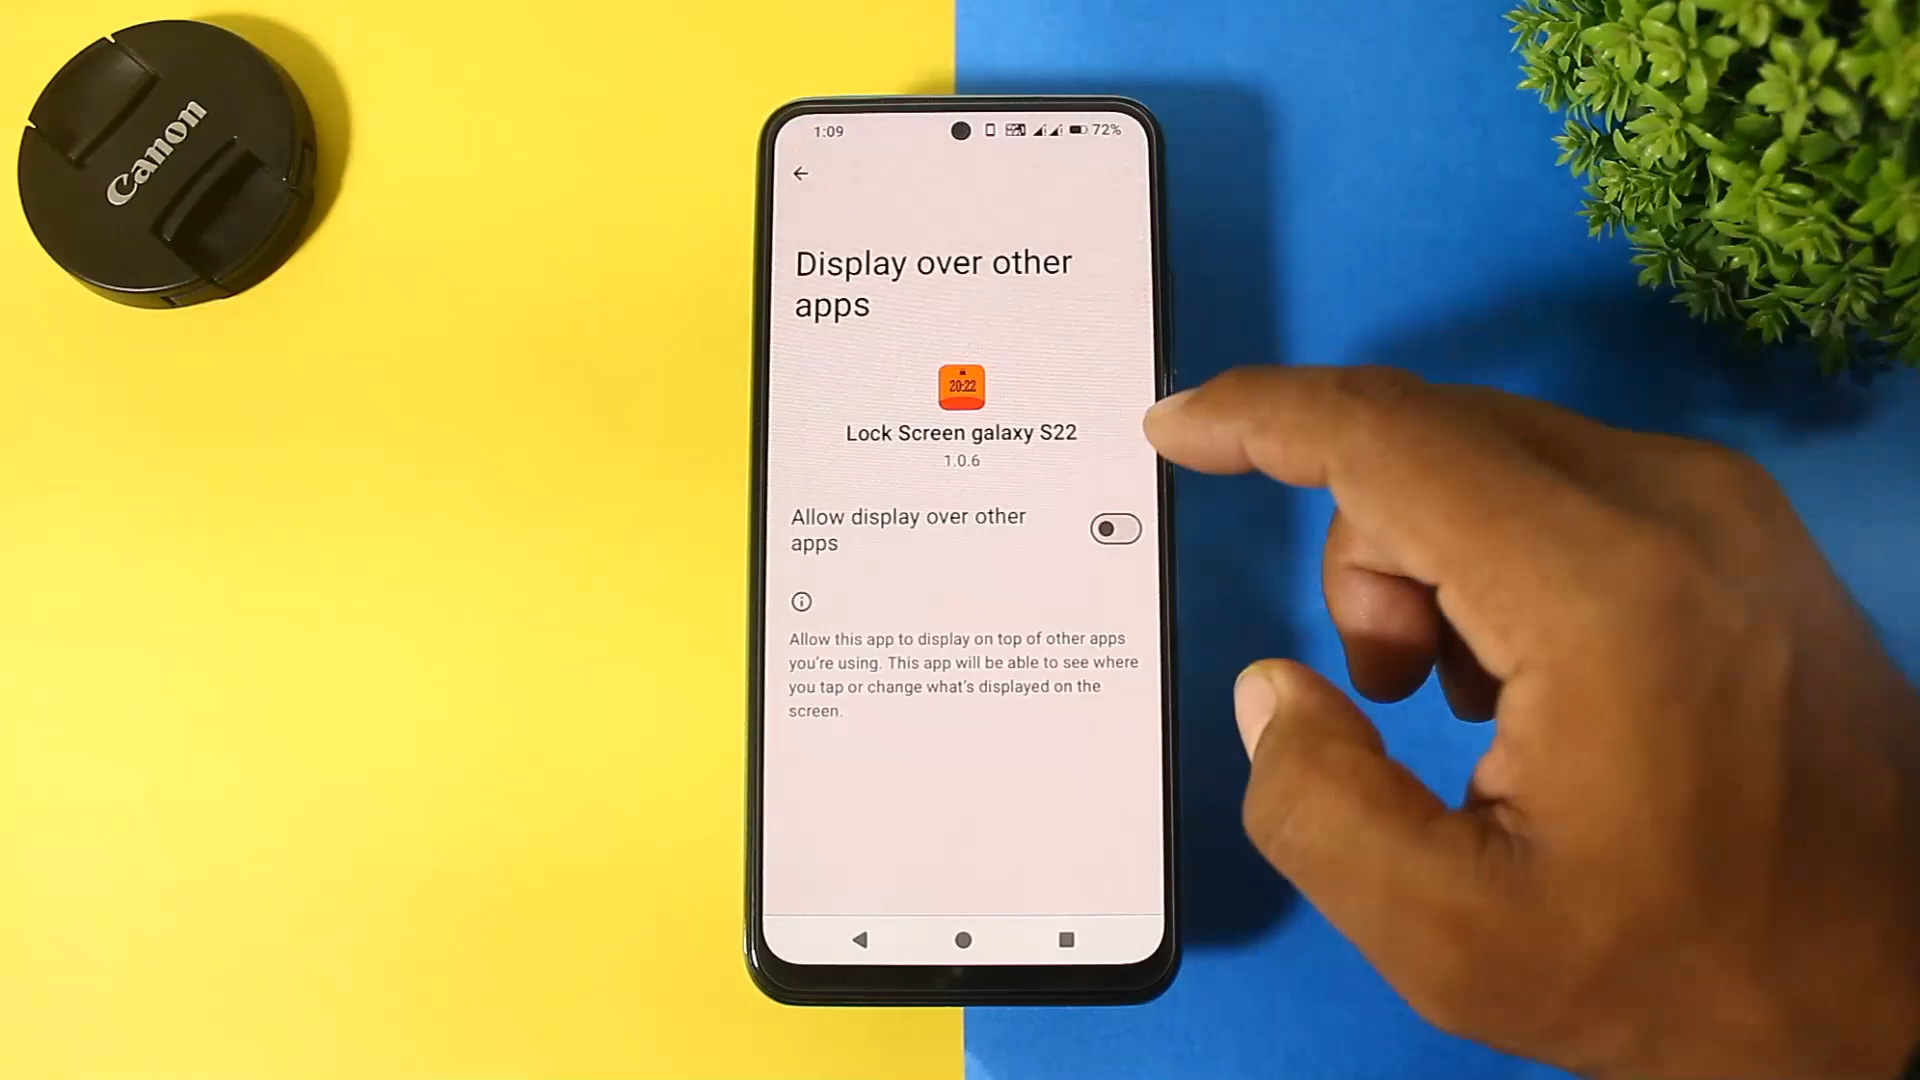 Canon
1:09
72%
Display over other
apps
20:22
Lock Screen galaxy S22
1.0.6
Allow display over other
apps
Allow this app to display on top of other apps
you're using. This app will be able to see where
you tap or change what's displayed on the
screen.